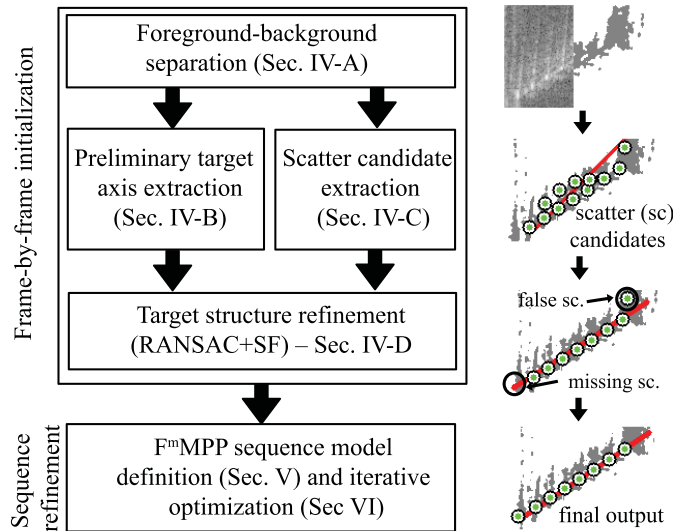 Frame-by-frame initialization
Foreground-background
separation (Sec. IV-A)
Preliminary target
axis extraction
(Sec. IV-B)
Scatter candidate
extraction
(Sec. IV-C)
Target structure refinement
(RANSAC+SF) – Sec. IV-D
Sequence
refinement
FᵐMPP sequence model
definition (Sec. V) and iterative
optimization (Sec VI)
scatter (sc)
candidates
false sc.
missing sc.
final output